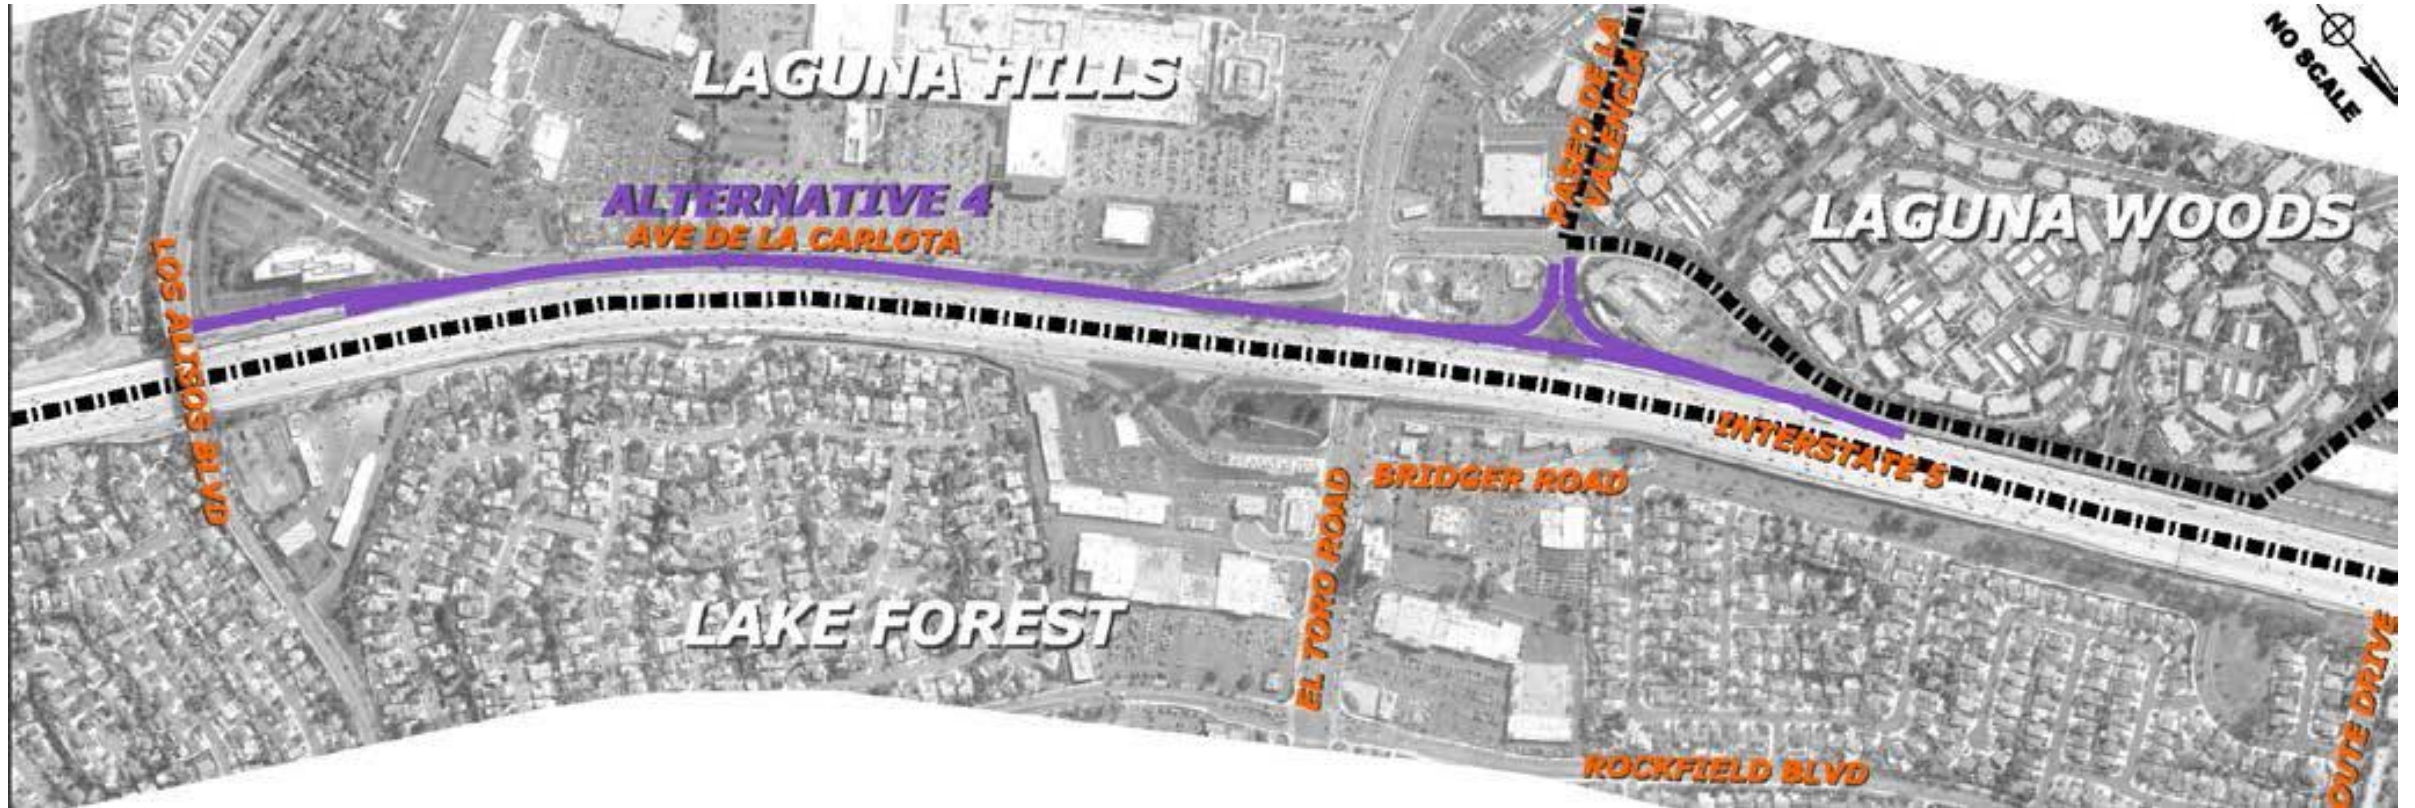 NO SCALE
LAGUNA HILLS
PASEO DE LA
VALENCIA
ALTERNATIVE 4
AVE DE LA CARLOTA
LAGUNA WOODS
LOS ALISOS BLVD
INTERSTATE 5
BRIDGER ROAD
EL TORO ROAD
LAKE FOREST
ROCKFIELD BLVD
DRIVE